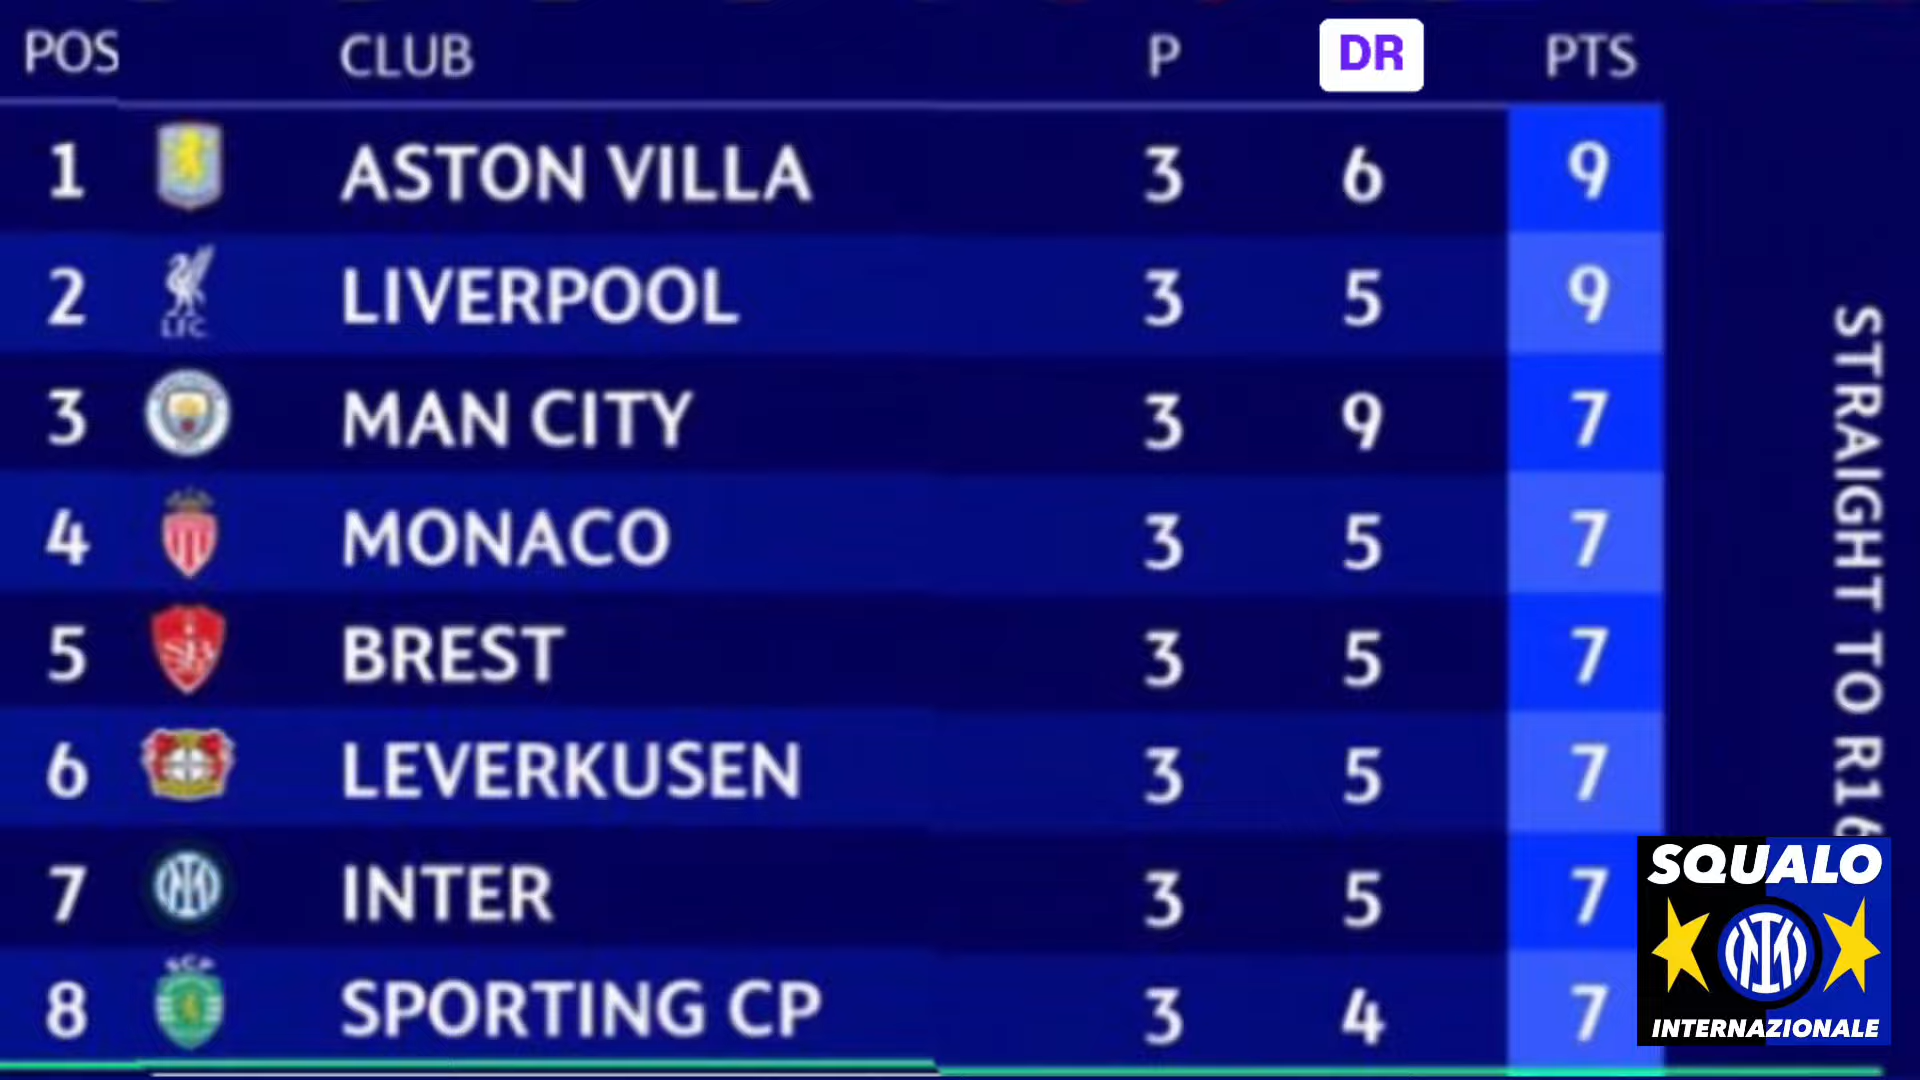 POS CLUB P DR PTS
1 ASTON VILLA 3 6 9
2 L.F.C. LIVERPOOL 3 5 9
3 MAN CITY 3 9 7
4 MONACO 3 5 7
5 BREST 3 5 7
6 LEVERKUSEN 3 5 7
7 INTER 3 5 7
8 SCP SPORTING CP 3 4 7
STRAIGHT TO R16
SQUALO
INTERNAZIONALE